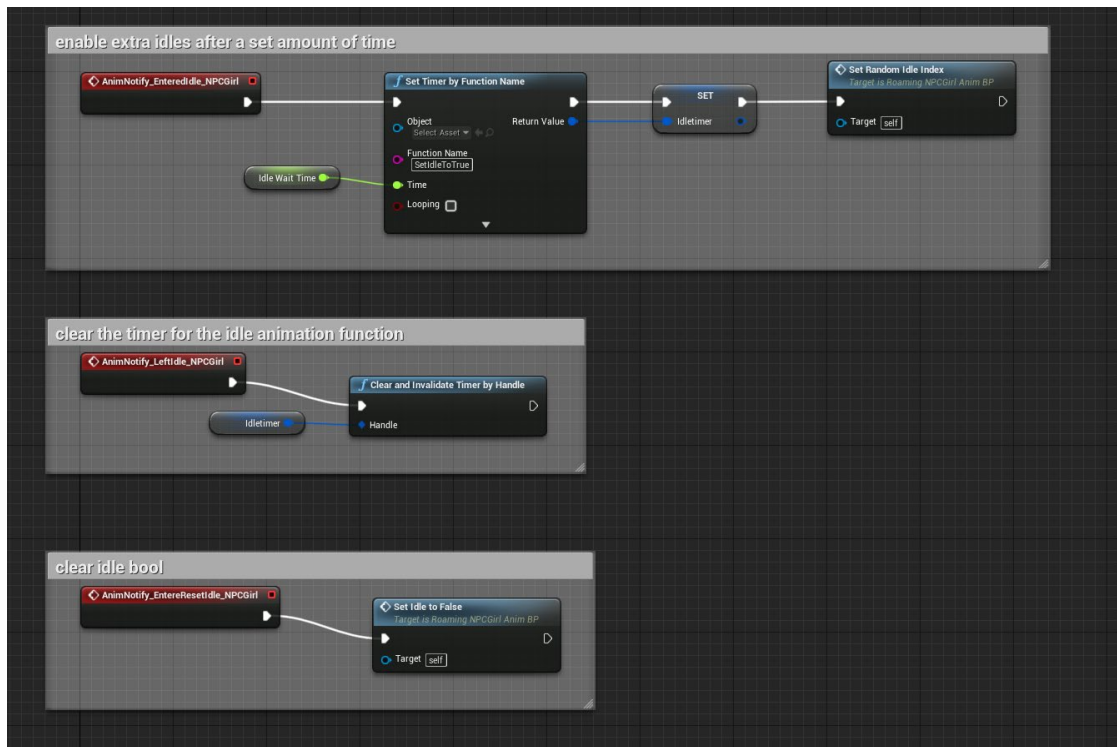 enable extra idles after a set amount of time
AnimNotify_EnteredIdle_NPCGirl
Set Timer by Function Name
Object
Select Asset
Return Value
Function Name
SetIdleToTrue
Time
Looping
Idle Wait Time
SET
Idletimer
Set Random Idle Index
Target is Roaming NPCGirl Anim BP
Target self
clear the timer for the idle animation function
AnimNotify_LeftIdle_NPCGirl
Clear and Invalidate Timer by Handle
Idletimer
Handle
clear idle bool
AnimNotify_EntereResetIdle_NPCGirl
Set Idle to False
Target is Roaming NPCGirl Anim BP
Target self